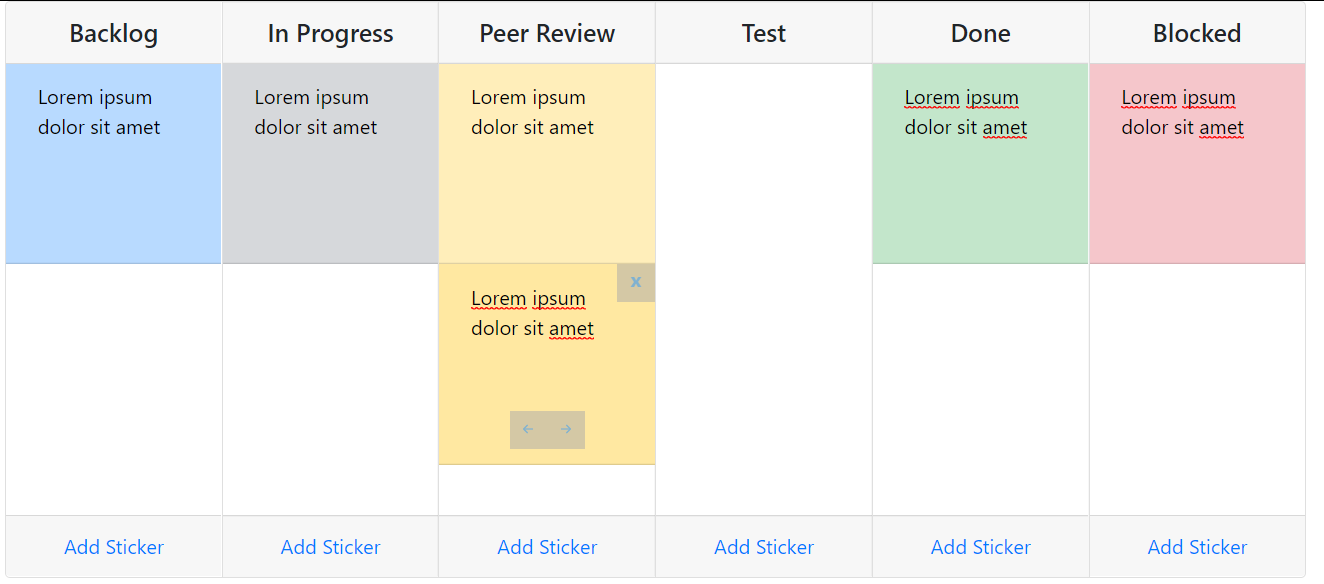 Backlog
In Progress
Peer Review
Test
Done
Blocked
Lorem ipsum
dolor sit amet
Lorem ipsum
dolor sit amet
Lorem ipsum
dolor sit amet
Lorem ipsum
dolor sit amet
Lorem ipsum
dolor sit amet
x
Lorem ipsum
dolor sit amet
← →
Add Sticker
Add Sticker
Add Sticker
Add Sticker
Add Sticker
Add Sticker